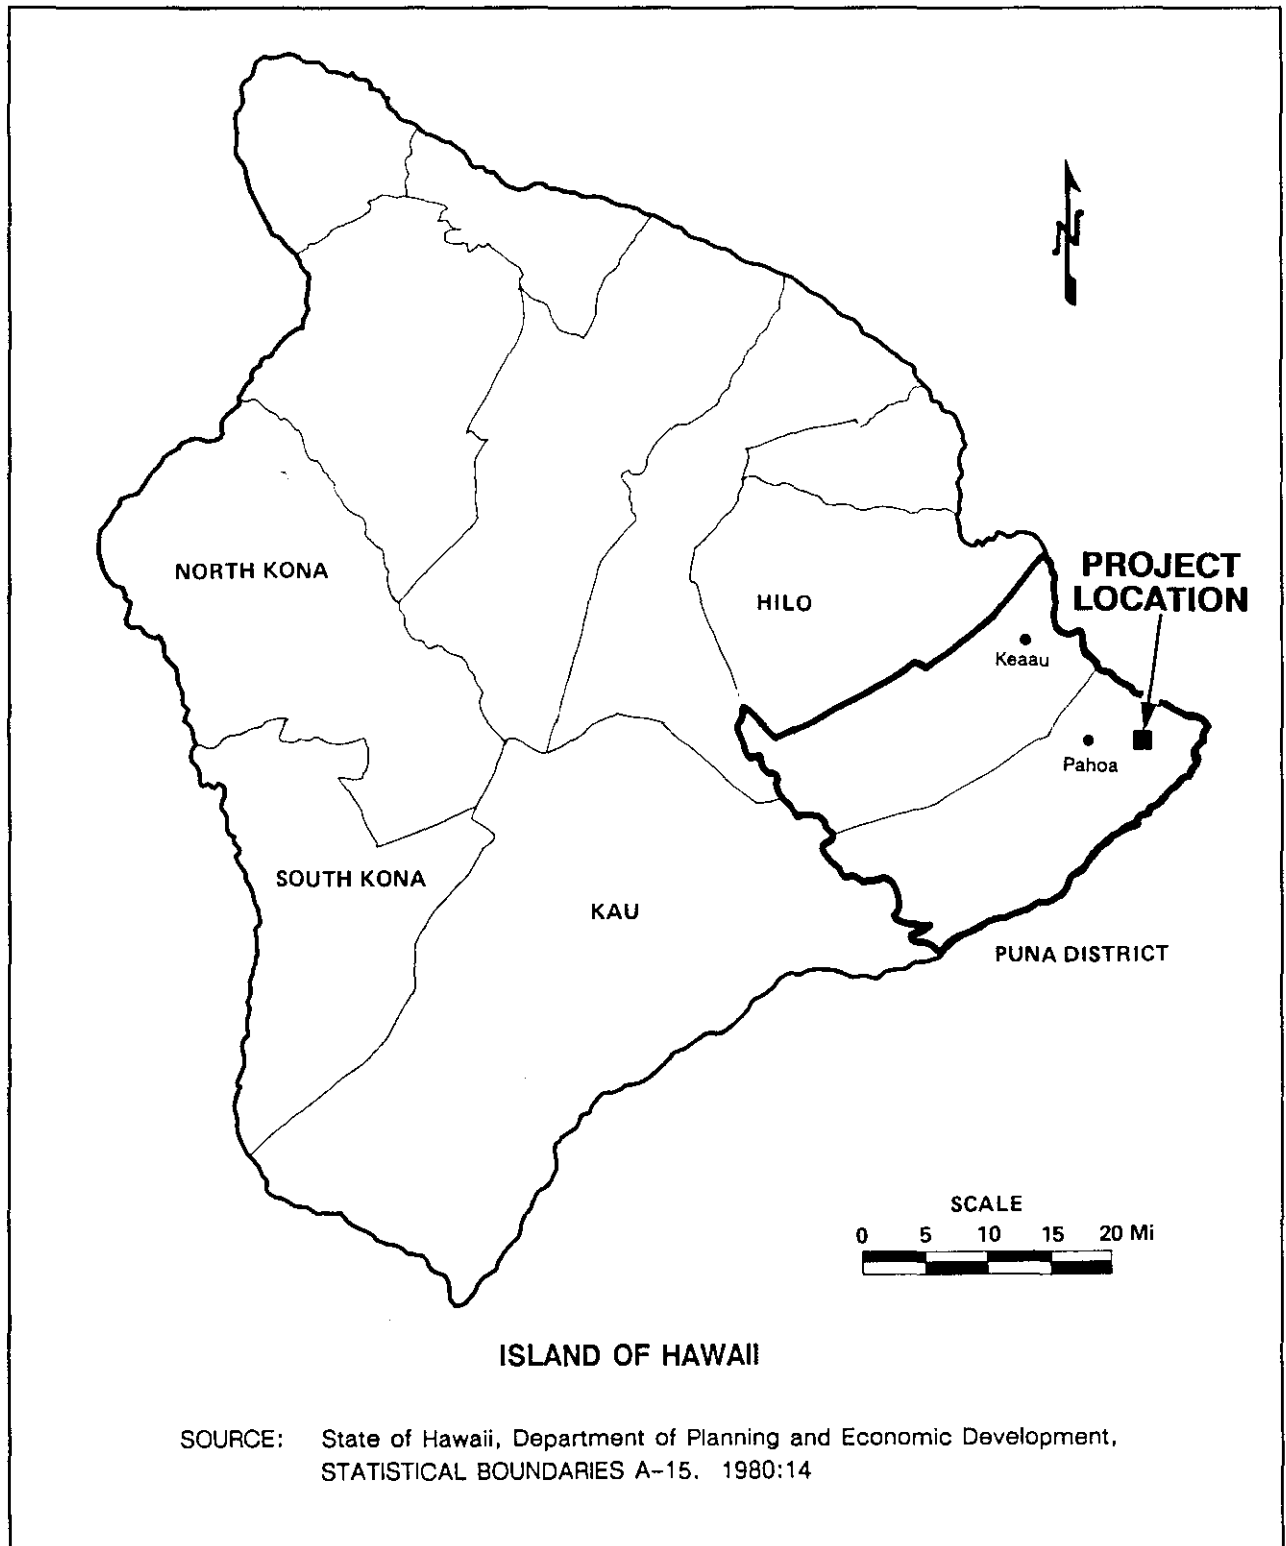 N
PROJECT
LOCATION
NORTH KONA
HILO
Keaau
Pahoa
SOUTH KONA
KAU
PUNA DISTRICT
SCALE
0 5 10 15 20 Mi
ISLAND OF HAWAII
SOURCE: State of Hawaii, Department of Planning and Economic Development,
STATISTICAL BOUNDARIES A-15. 1980:14